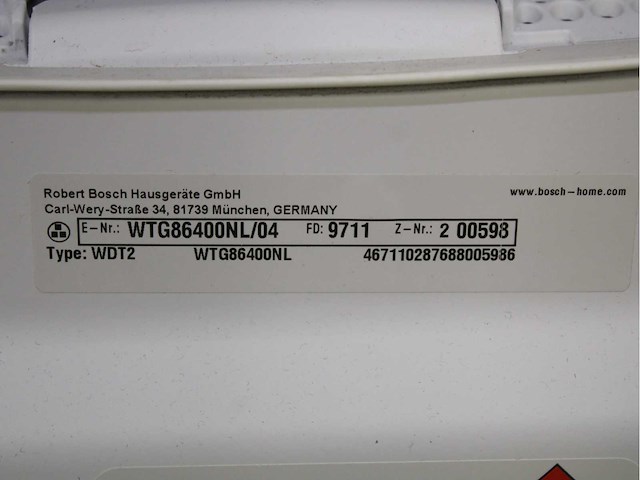 Robert Bosch Hausgeräte GmbH
www.bosch-home.com
Carl-Wery-Straße 34, 81739 München, GERMANY
E-Nr.: WTG86400NL/04 FD: 9711 Z-Nr.: 2 00598
Type: WDT2 WTG86400NL 467110287688005986